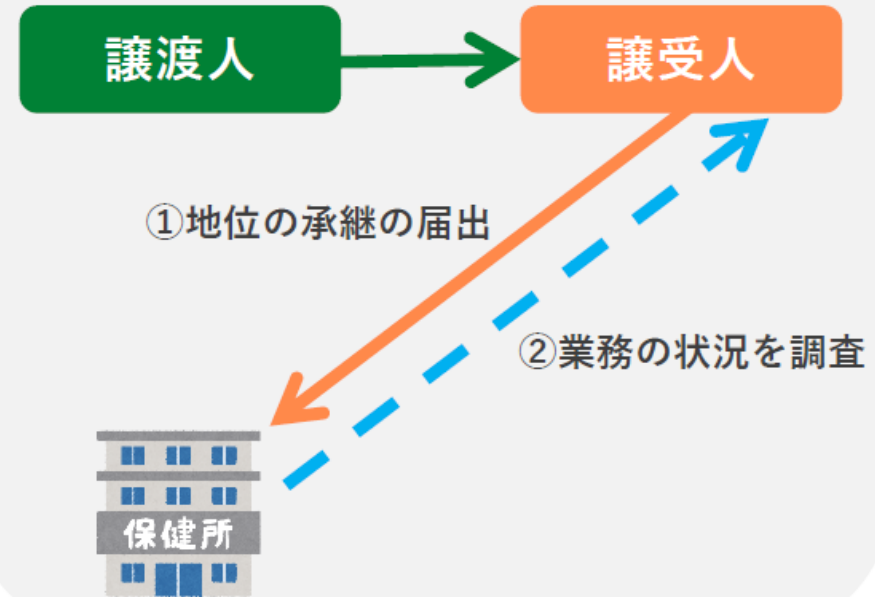 譲渡人
譲受人
①地位の承継の届出
②業務の状況を調査
保健所